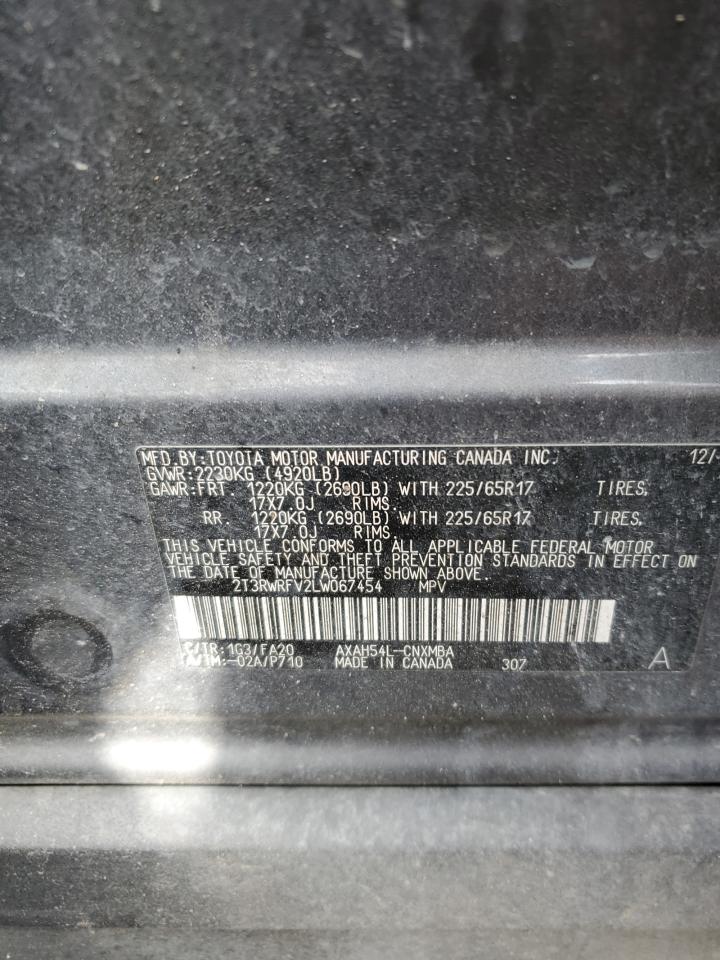 MFD. BY: TOYOTA MOTOR MANUFACTURING CANADA INC. 12/
GVWR: 2230KG (4920LB)
GAWR: FRT. 1220KG (2690LB) WITH 225/65R17 TIRES,
17X7.0J RIMS.
RR. 1220KG (2690LB) WITH 225/65R17 TIRES,
17X7.0J RIMS.
THIS VEHICLE CONFORMS TO ALL APPLICABLE FEDERAL MOTOR
VEHICLE SAFETY AND THEFT PREVENTION STANDARDS IN EFFECT ON
THE DATE OF MANUFACTURE SHOWN ABOVE.
2T3RWRFV2LW067454 MPV
C/TR: 1G3/FA20 AXAH54L-CNXMBA
A/TM: -02A/P710 MADE IN CANADA 307 A